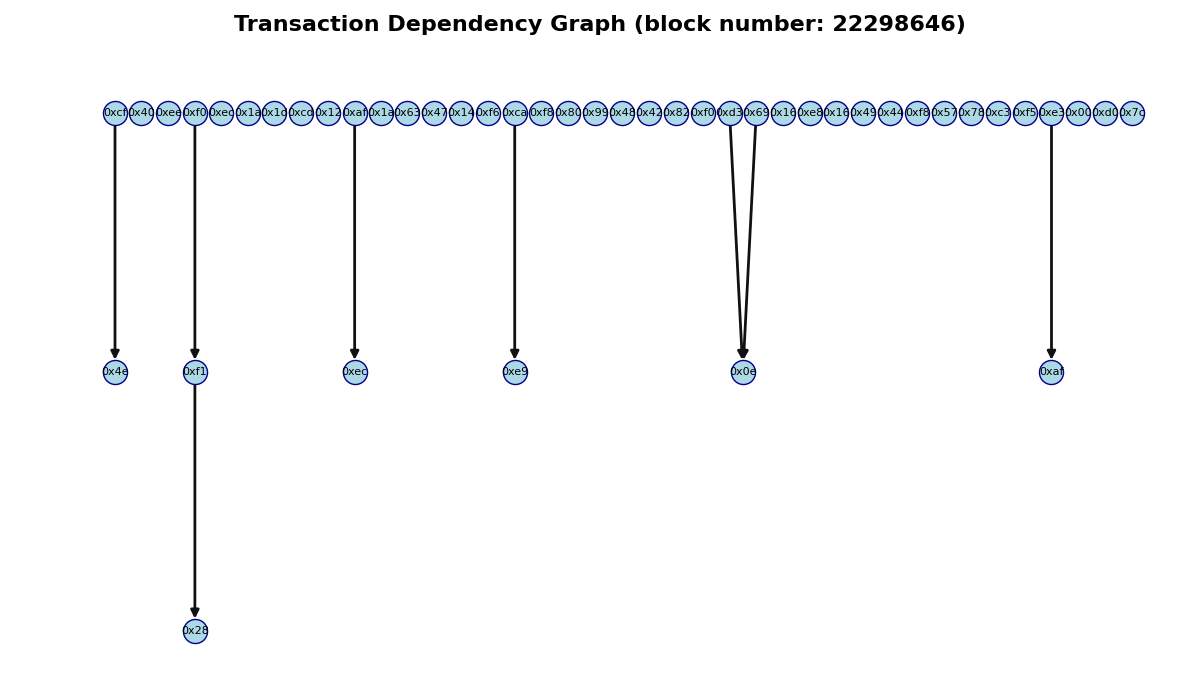 Transaction Dependency Graph (block number: 22298646)
0xcf 0x40 0xee 0xf0 0xec 0x1a 0x1c 0xcd 0x12 0xaf 0x1a 0x63 0x47 0x14 0xf6 0xca 0xf8 0x80 0x99 0x48 0x42 0x82 0xf0 0xd3 0x69 0x16 0xe8 0x16 0x49 0x44 0xf8 0x57 0x78 0xc3 0xf5 0xe3 0x00 0xd0 0x7c
0x4e 0xf1 0xec 0xe9 0x0e 0xaf
0x28